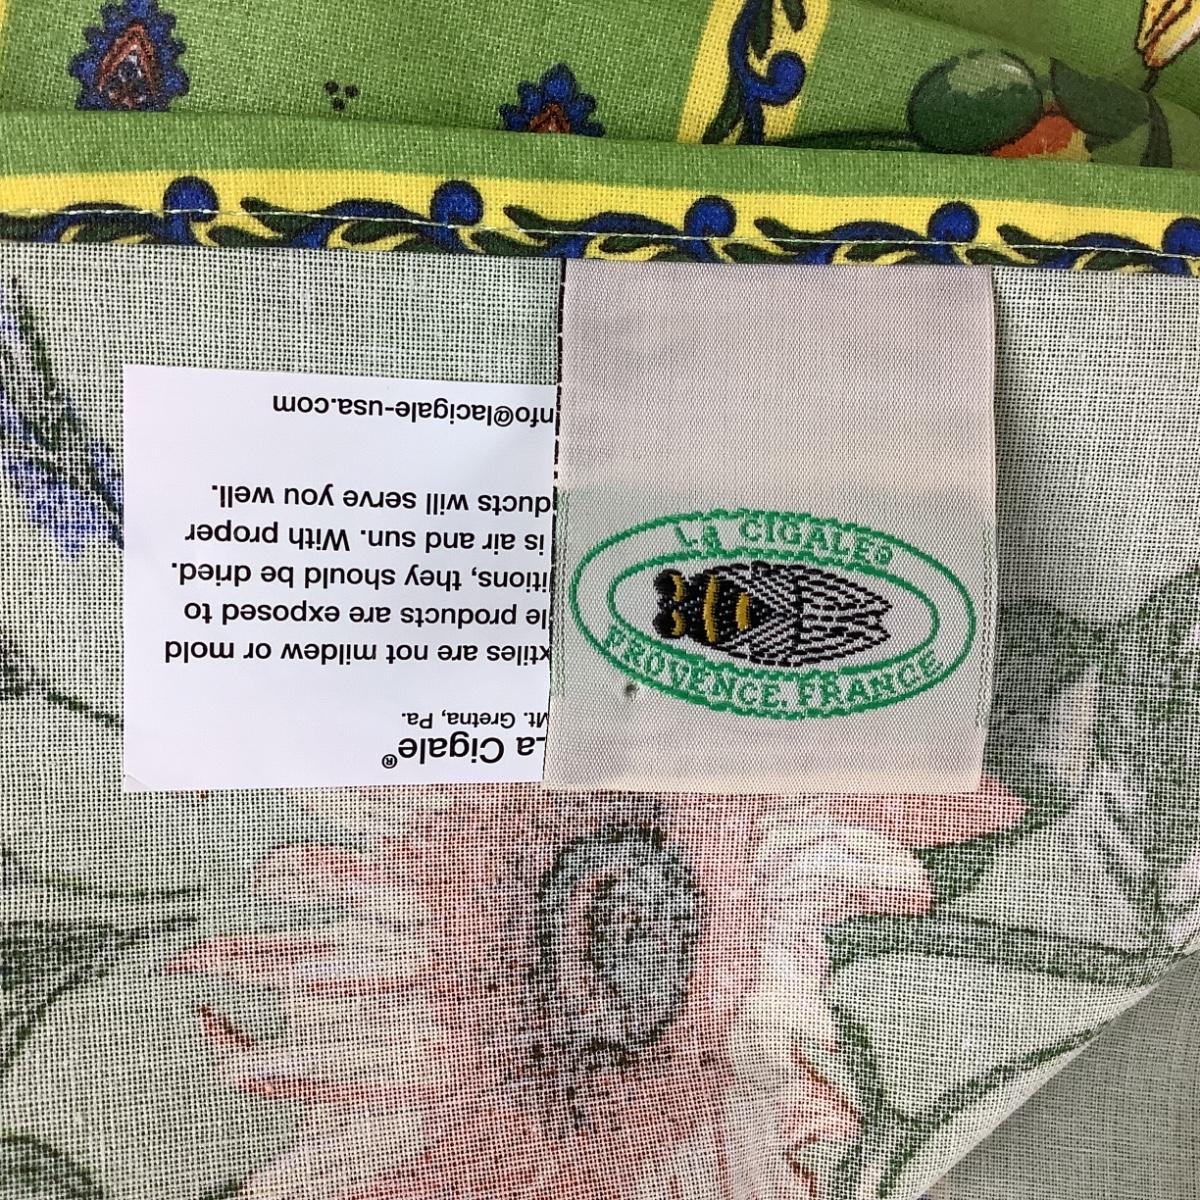 La Cigale®
Mt. Gretna, Pa.
xtiles are not mildew or mold
le products are exposed to
itions, they should be dried.
is air and sun. With proper
ducts will serve you well.
nfo@lacigale-usa.com
La CIGALE®
PROVENCE, FRANCE